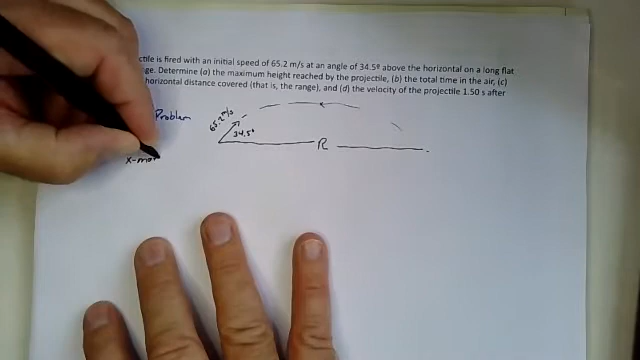 ctile is fired with an initial speed of 65.2 m/s at an angle of 34.5º above the horizontal on a long flat
ge. Determine (a) the maximum height reached by the projectile, (b) the total time in the air, (c)
horizontal distance covered (that is, the range), and (d) the velocity of the projectile 1.50 s after
Problem
65.2 m/s
34.5°
R
x-mot